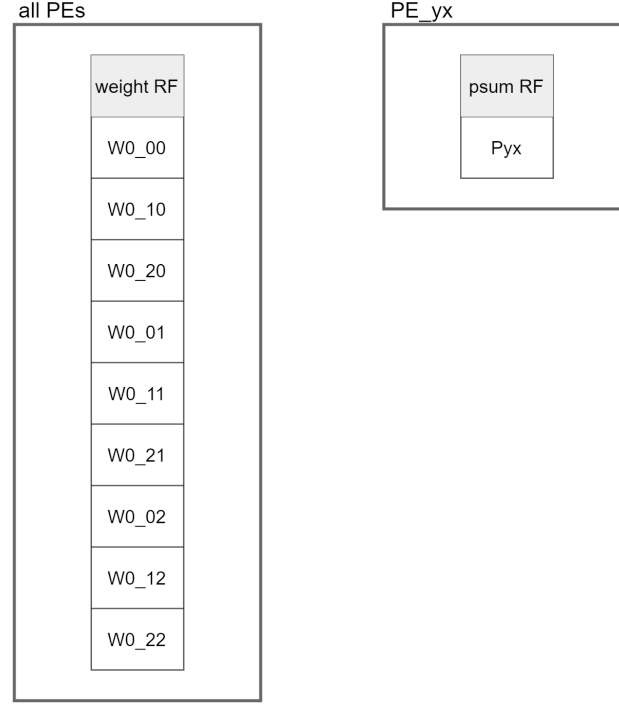 all PEs
weight RF
W0_00
W0_10
W0_20
W0_01
W0_11
W0_21
W0_02
W0_12
W0_22
PE_yx
psum RF
Pyx